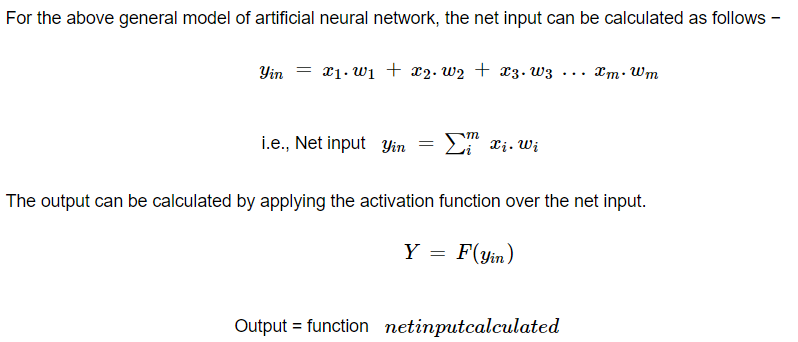 For the above general model of artificial neural network, the net input can be calculated as follows −
y_{in} = x_1.w_1 + x_2.w_2 + x_3.w_3 ... x_m.w_m
i.e., Net input y_{in} = ∑_i^m x_i.w_i
The output can be calculated by applying the activation function over the net input.
Y = F(y_{in})
Output = function netinputcalculated